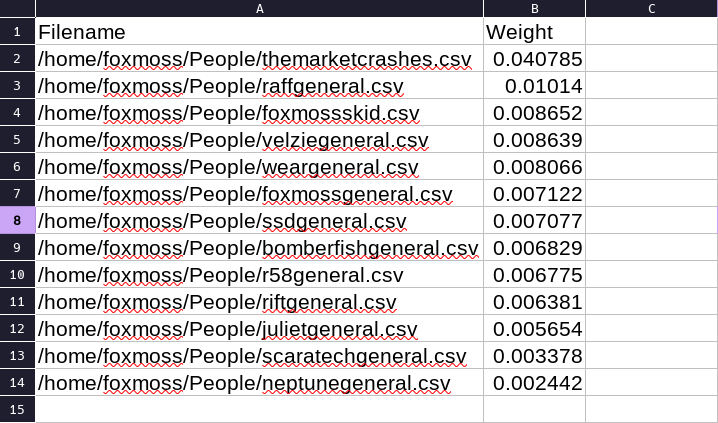 A B C
1 Filename Weight
2 /home/foxmoss/People/themarketcrashes.csv 0.040785
3 /home/foxmoss/People/raffgeneral.csv 0.01014
4 /home/foxmoss/People/foxmossskid.csv 0.008652
5 /home/foxmoss/People/velziegeneral.csv 0.008639
6 /home/foxmoss/People/weargeneral.csv 0.008066
7 /home/foxmoss/People/foxmossgeneral.csv 0.007122
8 /home/foxmoss/People/ssdgeneral.csv 0.007077
9 /home/foxmoss/People/bomberfishgeneral.csv 0.006829
10 /home/foxmoss/People/r58general.csv 0.006775
11 /home/foxmoss/People/riftgeneral.csv 0.006381
12 /home/foxmoss/People/julietgeneral.csv 0.005654
13 /home/foxmoss/People/scaratechgeneral.csv 0.003378
14 /home/foxmoss/People/neptunegeneral.csv 0.002442
15